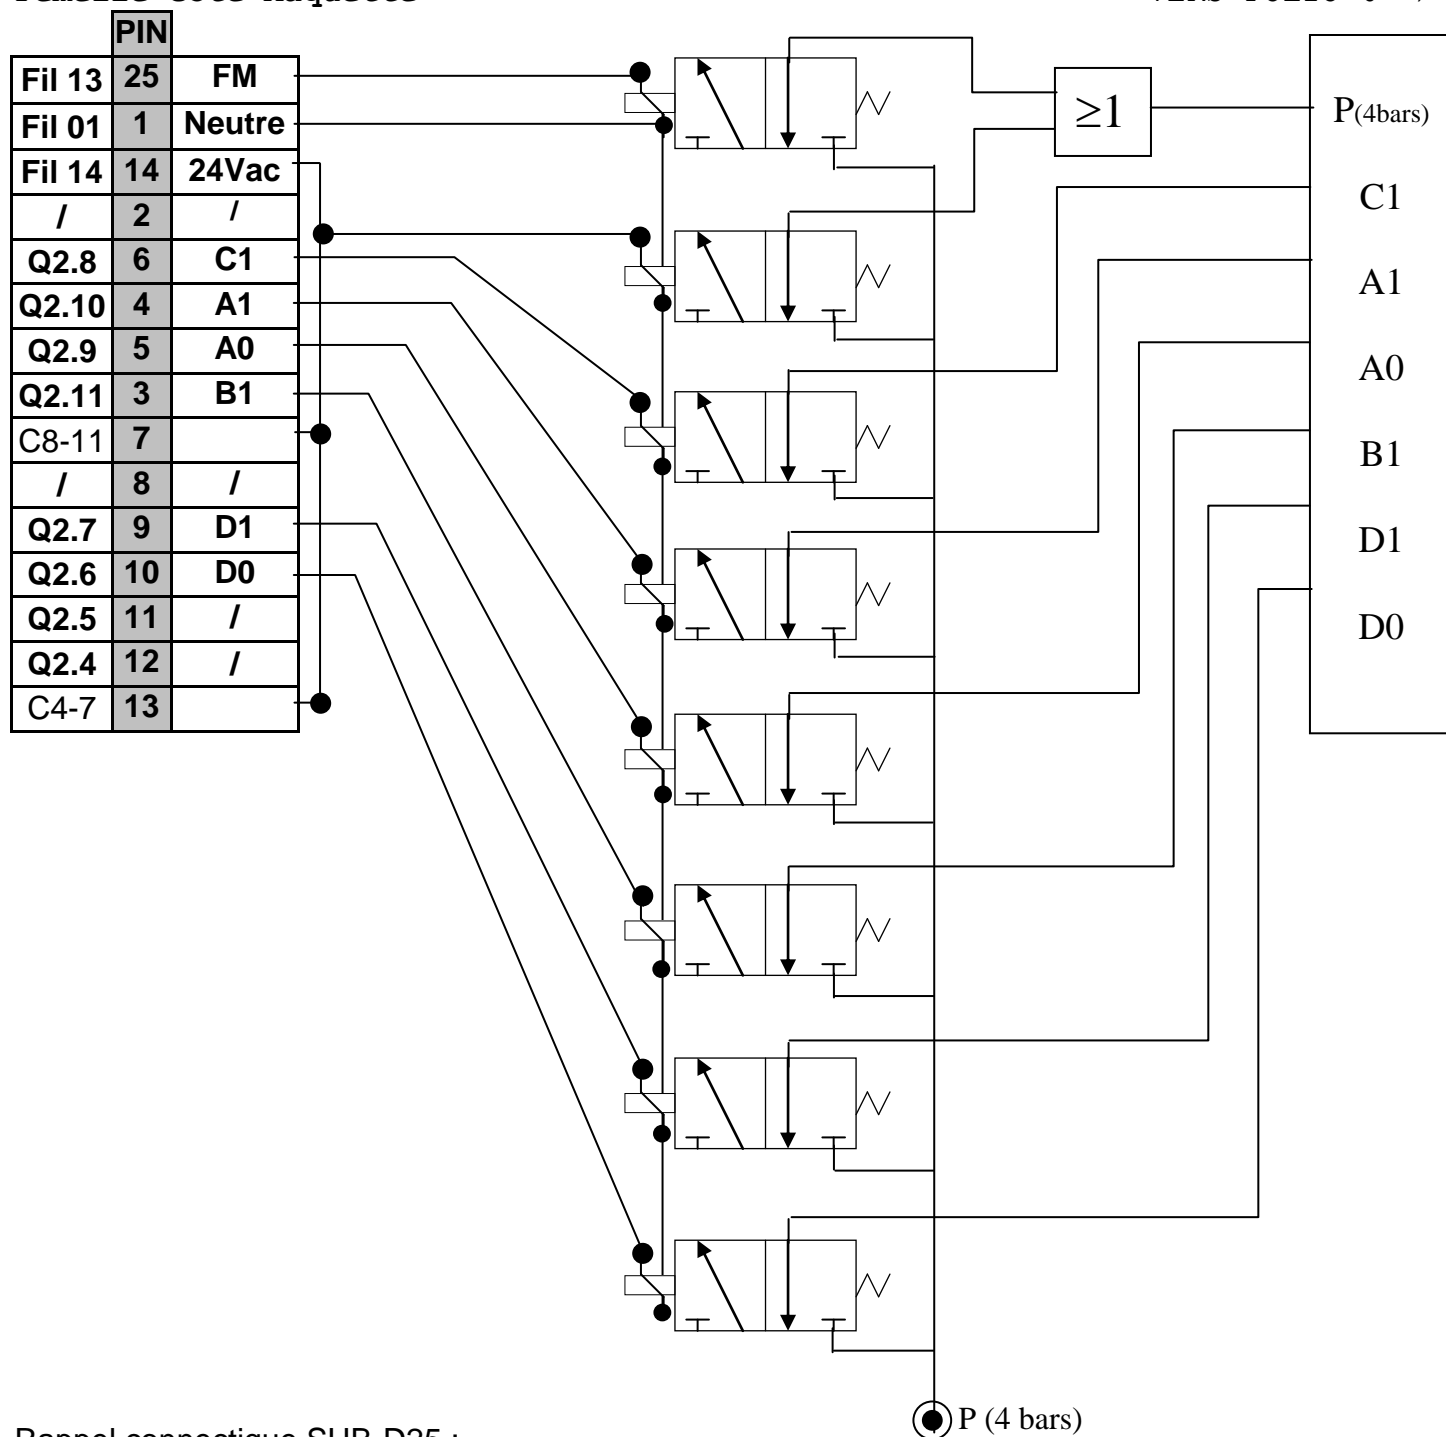 PIN
Fil 13 25 FM
Fil 01 1 Neutre
Fil 14 14 24Vac
/ 2 /
Q2.8 6 C1
Q2.10 4 A1
Q2.9 5 A0
Q2.11 3 B1
C8-11 7
/ 8 /
Q2.7 9 D1
Q2.6 10 D0
Q2.5 11 /
Q2.4 12 /
C4-7 13
≥1
P(4bars)
C1
A1
A0
B1
D1
D0
P (4 bars)
Rappel connectique SUB-D25 :